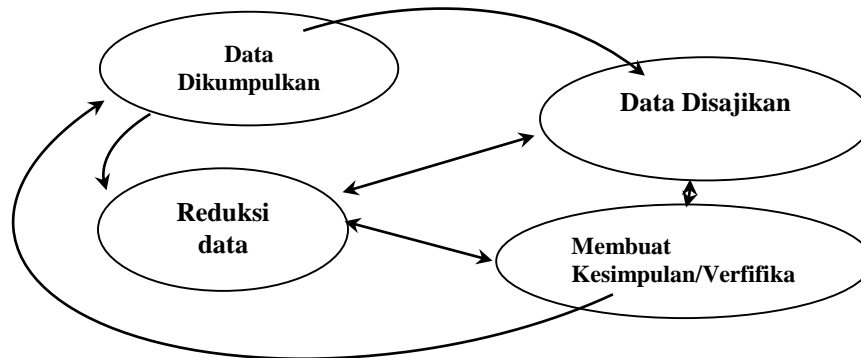 Data
Dikumpulkan
Data Disajikan
Reduksi
data
Membuat
Kesimpulan/Verfifika